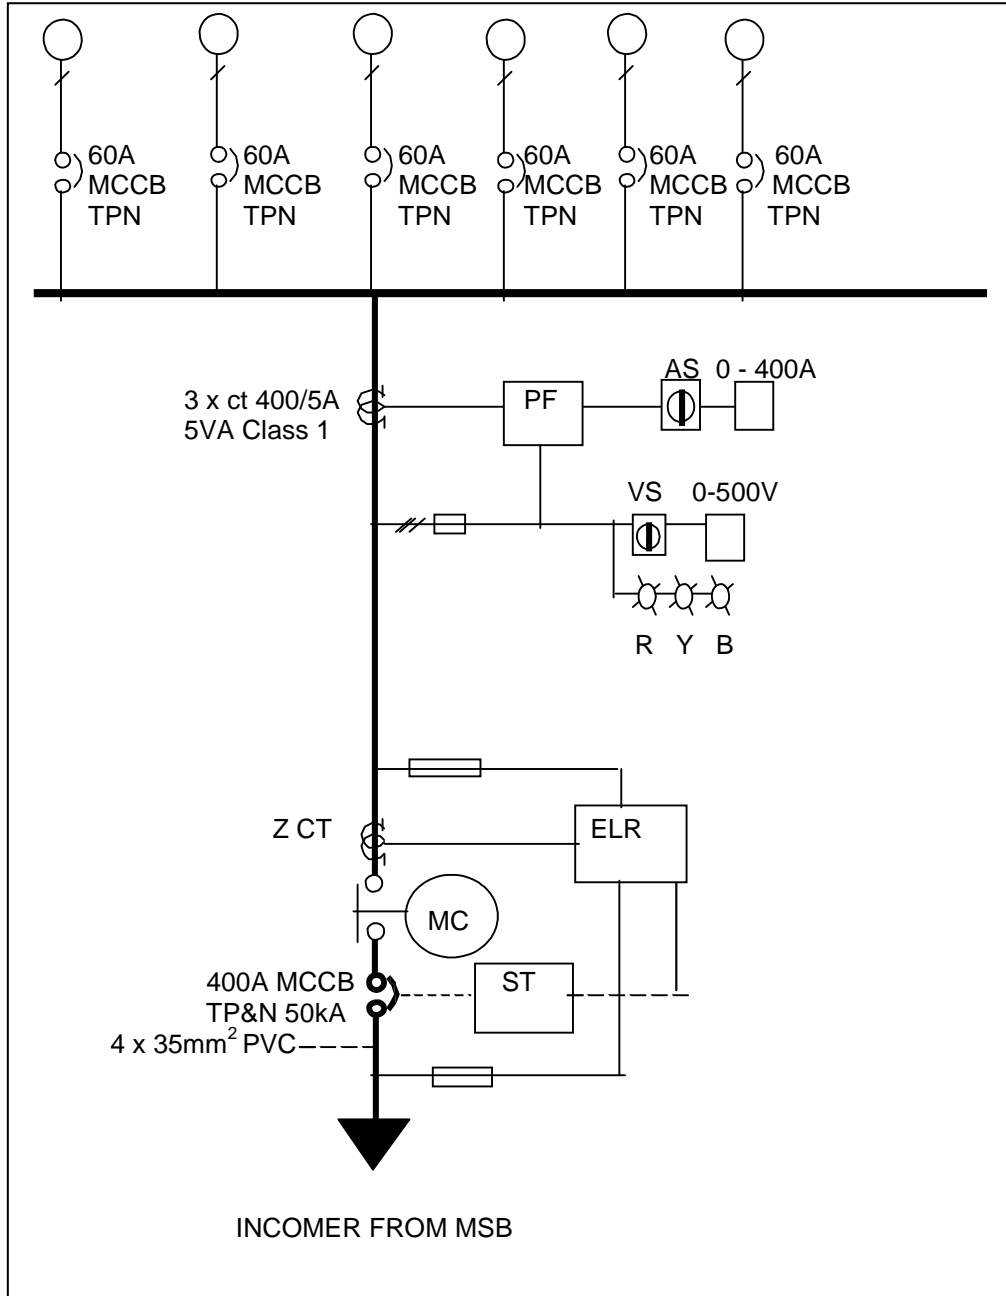 60A 60A 60A 60A 60A 60A
MCCB MCCB MCCB MCCB MCCB MCCB
TPN TPN TPN TPN TPN TPN
AS 0 - 400A
3 x ct 400/5A
5VA Class 1
PF
VS 0-500V
R Y B
Z CT
ELR
MC
400A MCCB
TP&N 50kA
ST
4 x 35mm² PVC
INCOMER FROM MSB